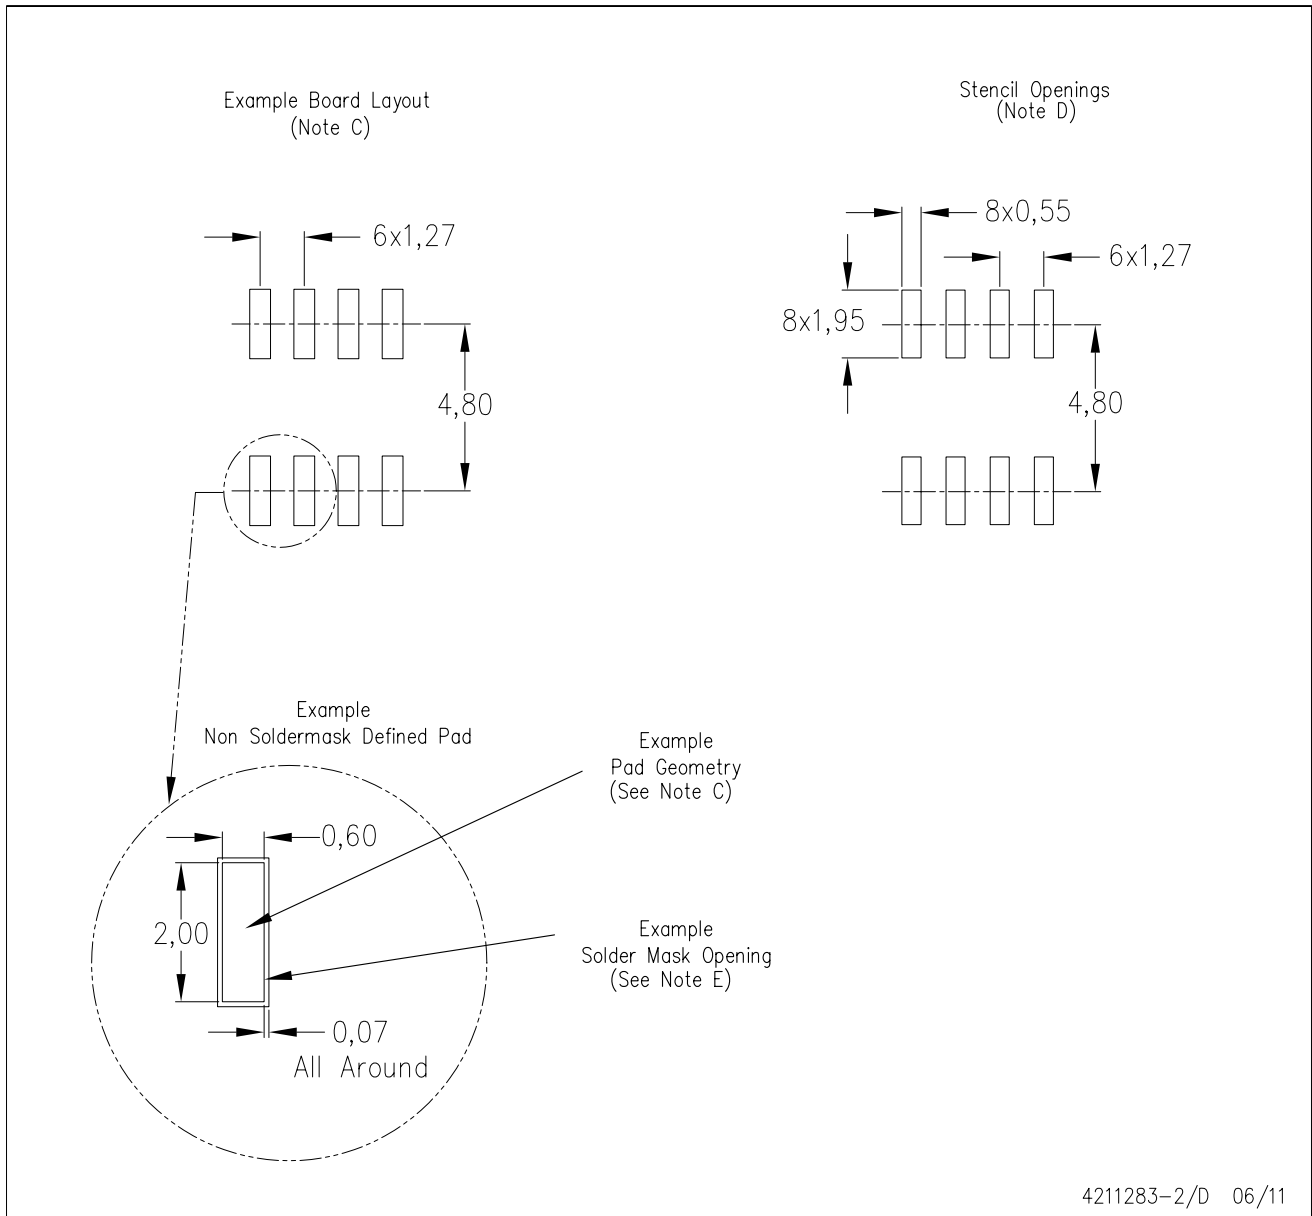 Example Board Layout
(Note C)
6x1,27
4,80
Stencil Openings
(Note D)
8x0,55
6x1,27
8x1,95
4,80
Example
Non Soldermask Defined Pad
0,60
2,00
0,07
All Around
Example
Pad Geometry
(See Note C)
Example
Solder Mask Opening
(See Note E)
4211283-2/D 06/11